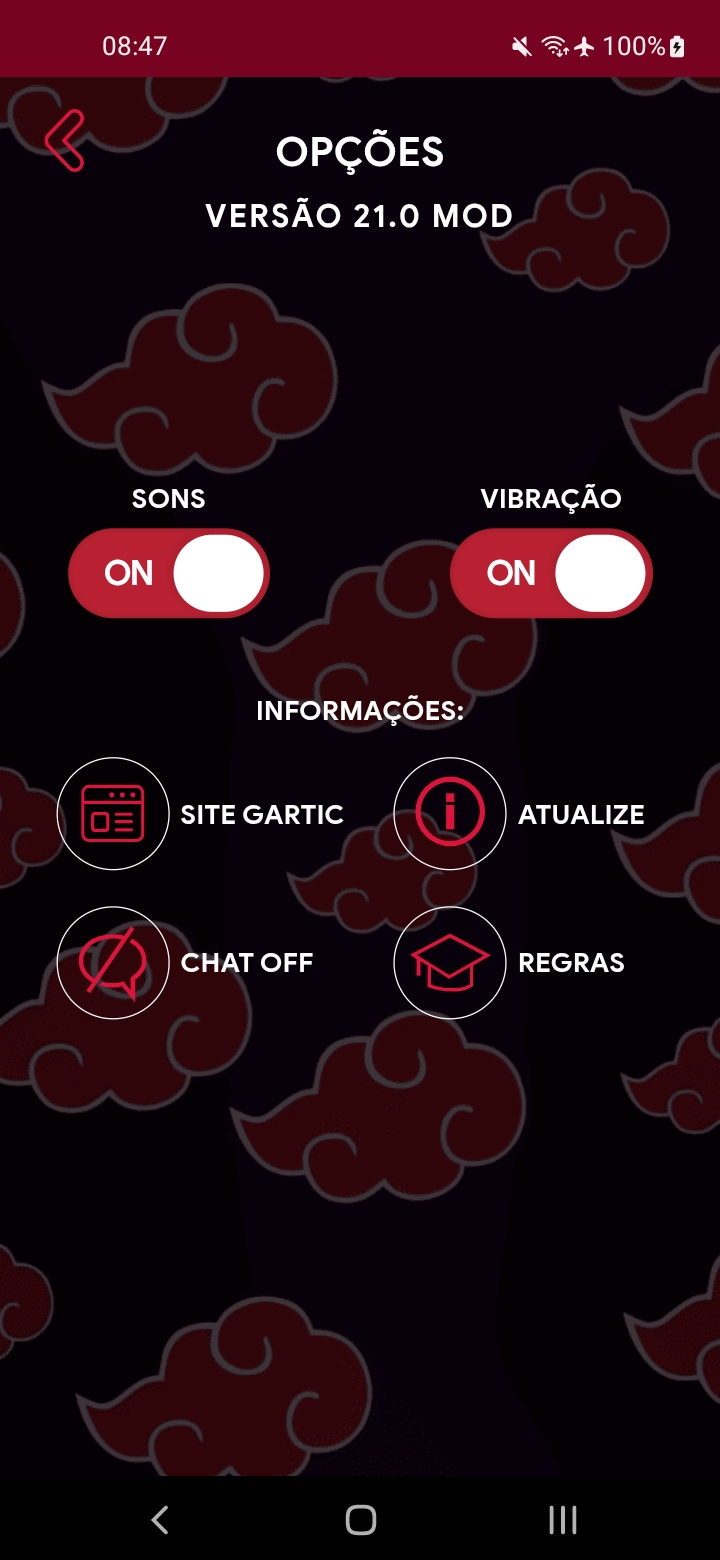 08:47 100%
OPÇÕES
VERSÃO 21.0 MOD
SONS VIBRAÇÃO
ON ON
INFORMAÇÕES:
SITE GARTIC ATUALIZE
CHAT OFF REGRAS